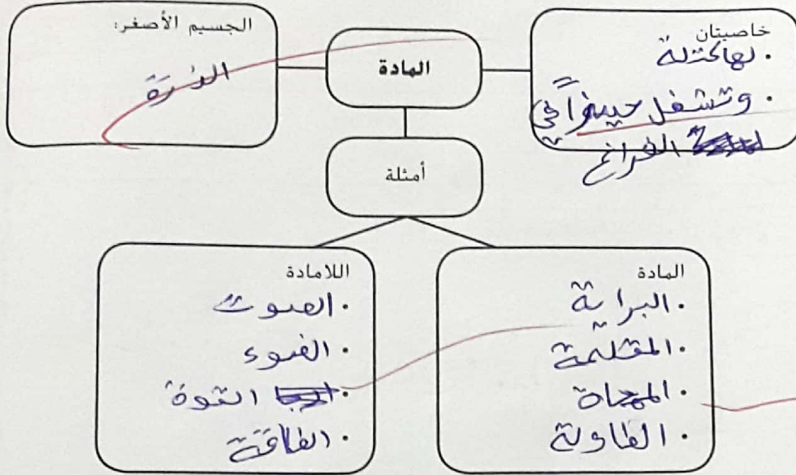 خاصيتان
• لها كتلة
• وتشغل حيزاً في
الفراغ
المادة
الجسيم الأصغر:
الذرة
أمثلة
المادة
• البراية
• المقلمة
• المحاة
• الطاولة
اللامادة
• الصوت
• الضوء
• القوة
• الطاقة